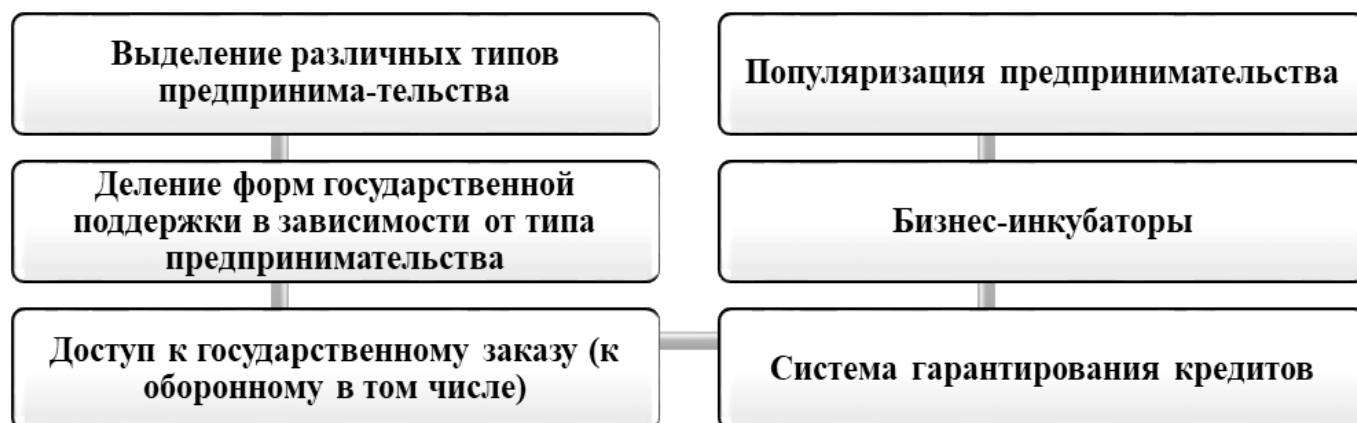 Выделение различных типов
предпринима-тельства
Деление форм государственной
поддержки в зависимости от типа
предпринимательства
Доступ к государственному заказу (к
оборонному в том числе)
Система гарантирования кредитов
Бизнес-инкубаторы
Популяризация предпринимательства